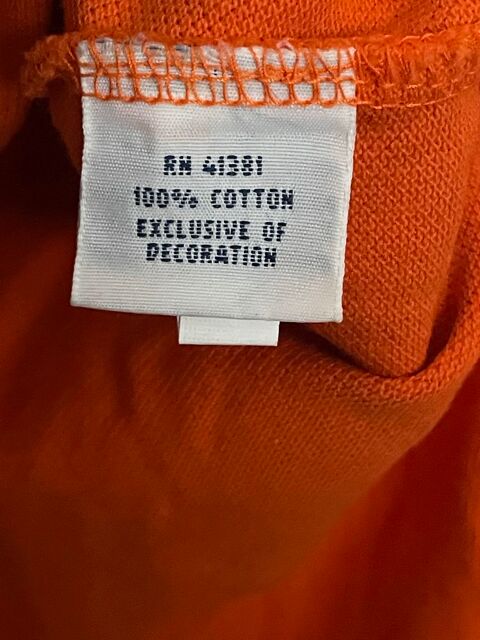 RN 41381
100% COTTON
EXCLUSIVE OF
DECORATION